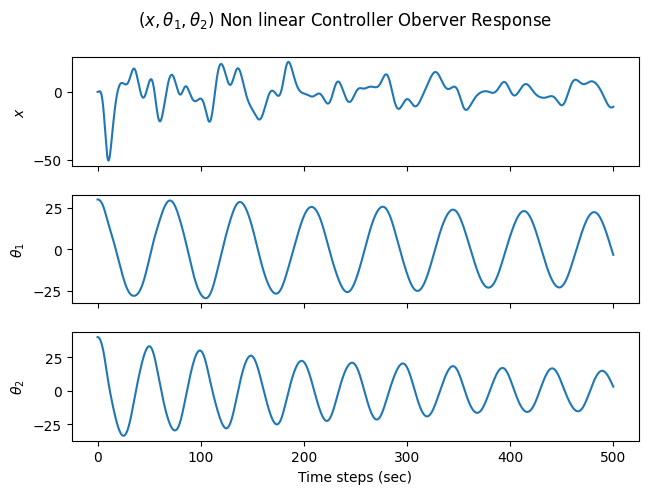 (x, θ₁, θ₂) Non linear Controller Oberver Response
0
−50
x
25
0
−25
θ₁
25
0
−25
θ₂
0 100 200 300 400 500
Time steps (sec)